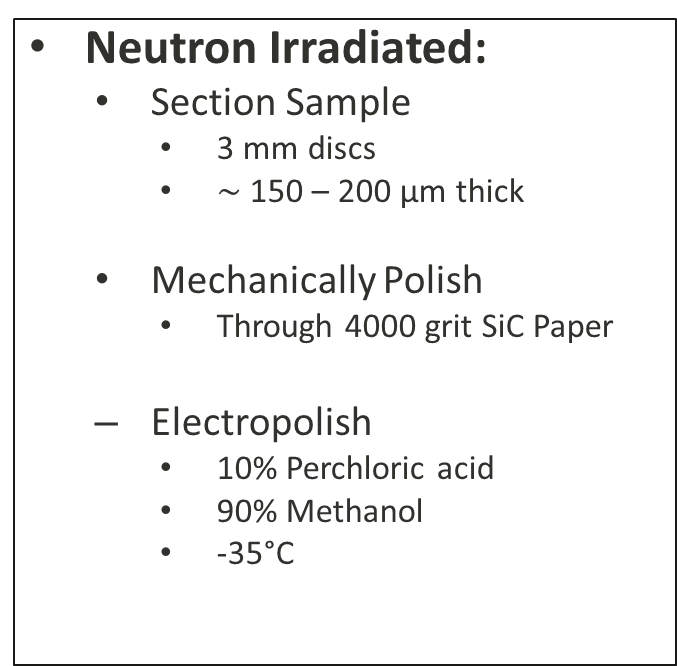 • Neutron Irradiated:
• Section Sample
• 3 mm discs
• ~ 150 – 200 µm thick
• Mechanically Polish
• Through 4000 grit SiC Paper
– Electropolish
• 10% Perchloric acid
• 90% Methanol
• -35°C